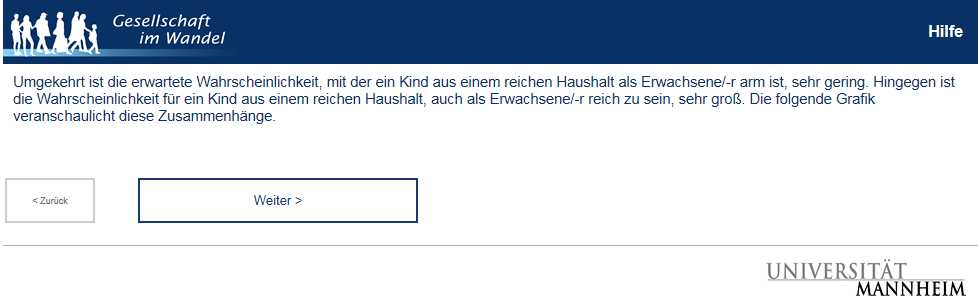 Gesellschaft
im Wandel
Hilfe
Umgekehrt ist die erwartete Wahrscheinlichkeit, mit der ein Kind aus einem reichen Haushalt als Erwachsene/-r arm ist, sehr gering. Hingegen ist
die Wahrscheinlichkeit für ein Kind aus einem reichen Haushalt, auch als Erwachsene/-r reich zu sein, sehr groß. Die folgende Grafik
veranschaulicht diese Zusammenhänge.
< Zurück
Weiter >
UNIVERSITÄT
MANNHEIM